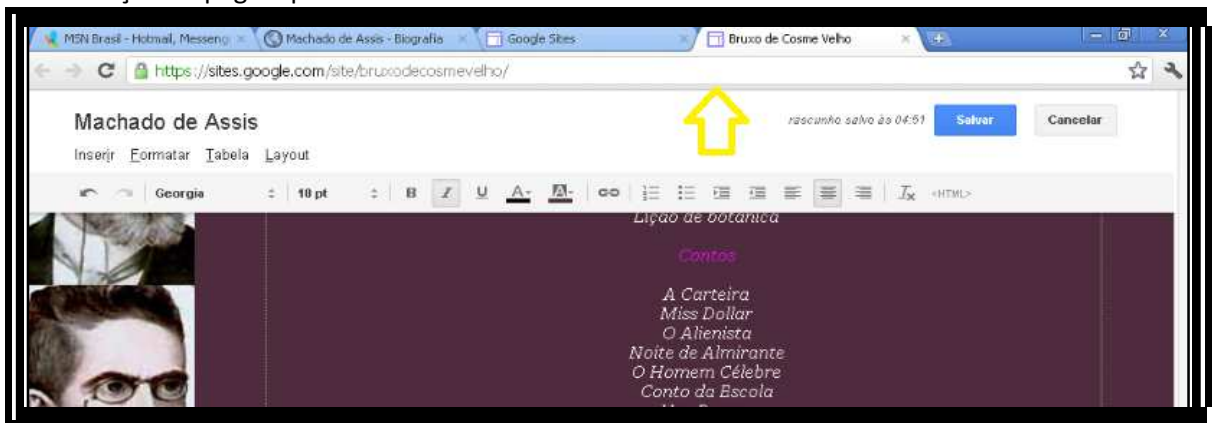 MSN Brasil - Hotmail, Messeng
Machado de Assis - Biografia
Google Sites
Bruxo de Cosme Velho
https://sites.google.com/site/bruxodecosmevelho/
Machado de Assis
rascunho salvo às 04:51
Salvar
Cancelar
Inserir Formatar Tabela Layout
Georgia
18 pt
B I U A A
<HTML>
Lição de botânica
Contos
A Carteira
Miss Dollar
O Alienista
Noite de Almirante
O Homem Célebre
Conto da Escola